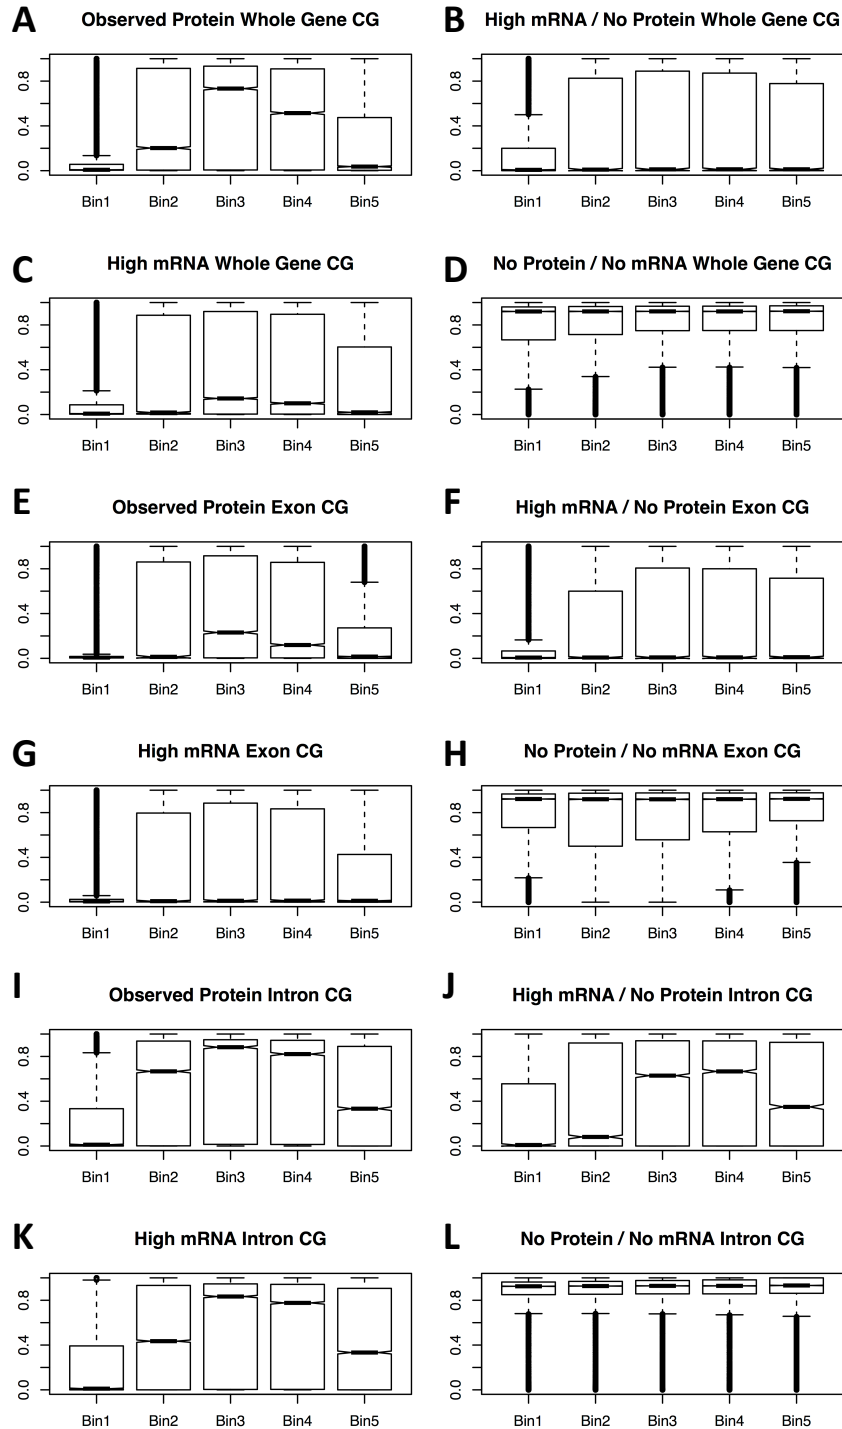 A Observed Protein Whole Gene CG
0.0 0.4 0.8
Bin1 Bin2 Bin3 Bin4 Bin5
B High mRNA / No Protein Whole Gene CG
0.0 0.4 0.8
Bin1 Bin2 Bin3 Bin4 Bin5
C High mRNA Whole Gene CG
0.0 0.4 0.8
Bin1 Bin2 Bin3 Bin4 Bin5
D No Protein / No mRNA Whole Gene CG
0.0 0.4 0.8
Bin1 Bin2 Bin3 Bin4 Bin5
E Observed Protein Exon CG
0.0 0.4 0.8
Bin1 Bin2 Bin3 Bin4 Bin5
F High mRNA / No Protein Exon CG
0.0 0.4 0.8
Bin1 Bin2 Bin3 Bin4 Bin5
G High mRNA Exon CG
0.0 0.4 0.8
Bin1 Bin2 Bin3 Bin4 Bin5
H No Protein / No mRNA Exon CG
0.0 0.4 0.8
Bin1 Bin2 Bin3 Bin4 Bin5
I Observed Protein Intron CG
0.0 0.4 0.8
Bin1 Bin2 Bin3 Bin4 Bin5
J High mRNA / No Protein Intron CG
0.0 0.4 0.8
Bin1 Bin2 Bin3 Bin4 Bin5
K High mRNA Intron CG
0.0 0.4 0.8
Bin1 Bin2 Bin3 Bin4 Bin5
L No Protein / No mRNA Intron CG
0.0 0.4 0.8
Bin1 Bin2 Bin3 Bin4 Bin5